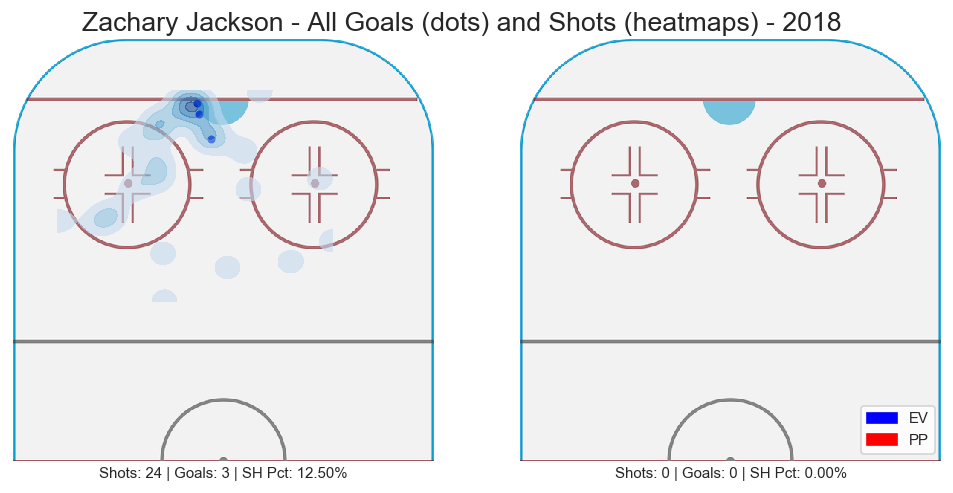 Zachary Jackson - All Goals (dots) and Shots (heatmaps) - 2018
EV
PP
Shots: 24 | Goals: 3 | SH Pct: 12.50%
Shots: 0 | Goals: 0 | SH Pct: 0.00%